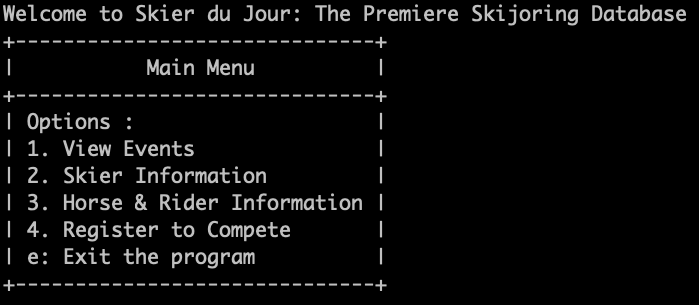 Welcome to Skier du Jour: The Premiere Skijoring Database
+-----------------------------+
|           Main Menu         |
+-----------------------------+
| Options :                   |
| 1. View Events              |
| 2. Skier Information        |
| 3. Horse & Rider Information |
| 4. Register to Compete      |
| e: Exit the program         |
+-----------------------------+